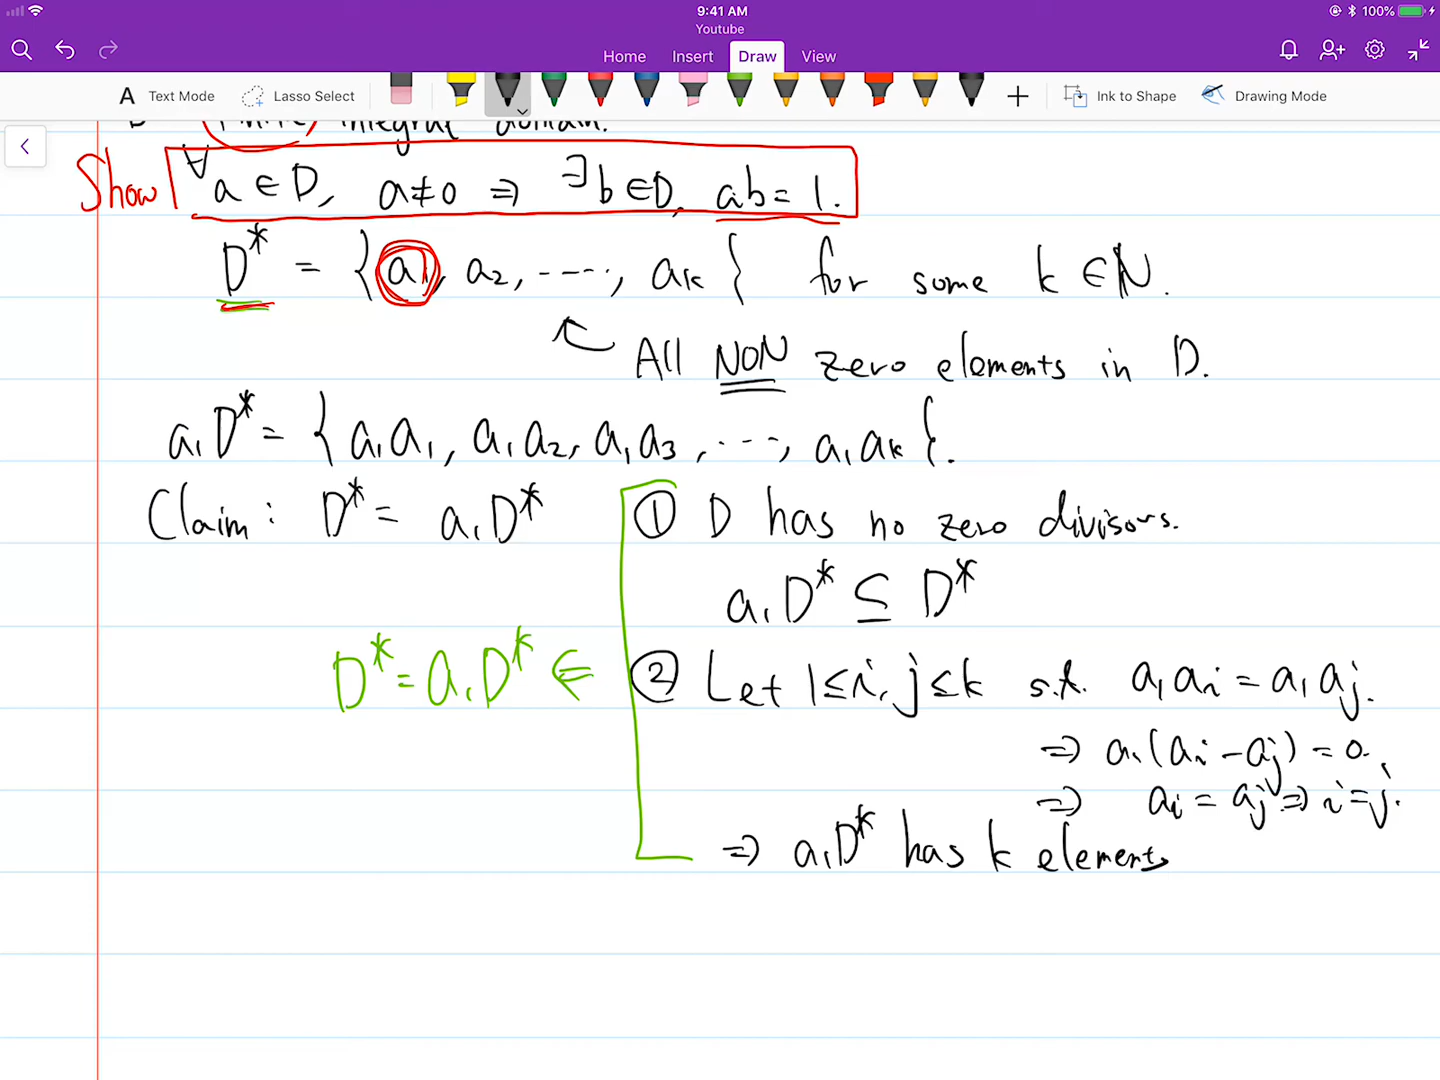 9:41 AM
100%
Youtube
Home Insert Draw View
Text Mode Lasso Select Ink to Shape Drawing Mode
D (Finite) integral domain.
Show ∀a ∈ D, a≠0 ⇒ ∃b ∈ D, ab = 1.
D* = {a1, a2, ----, ak} for some k ∈ ℕ.
All NON zero elements in D.
a1D* = {a1a1, a1a2, a1a3, ..., a1ak}.
Claim: D* = a1D* ① D has no zero divisors.
a1D* ⊆ D*
D* = a1D* ⇐ ② Let 1≤i, j≤k s.t. a1ai = a1aj.
⇒ a1(ai - aj) = 0.
⇒ ai = aj ⇒ i=j.
⇒ a1D* has k elements